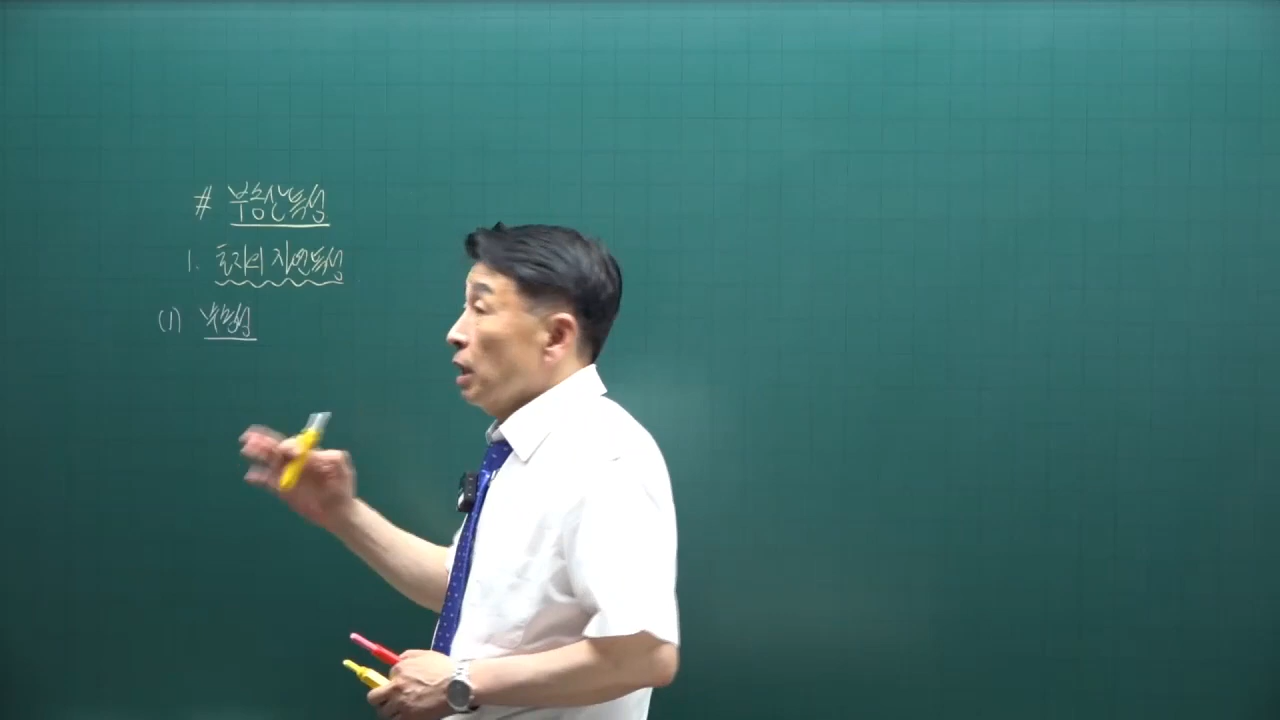 # 부동산특성
1. 토지의 자연특성
(1) 부동성